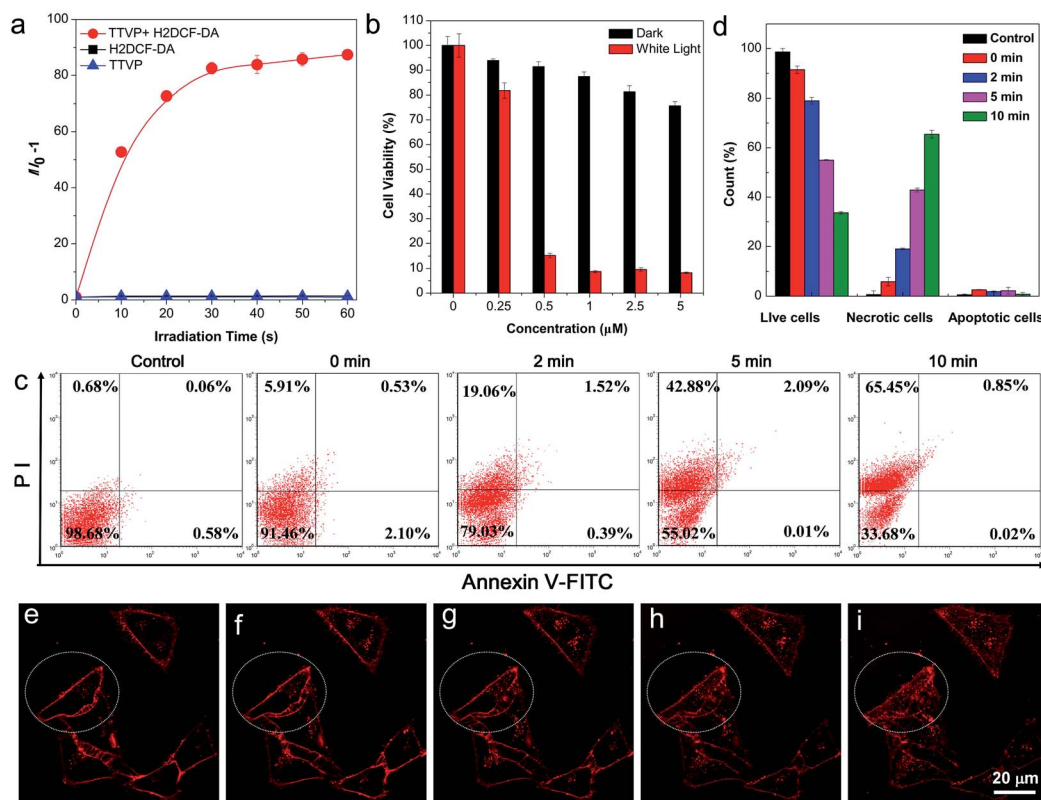 a
TTVP+ H2DCF-DA
H2DCF-DA
TTVP
I/I0 -1
100
80
60
40
20
0
0 10 20 30 40 50 60
Irradiation Time (s)
b
Dark
White Light
Cell Viability (%)
110
100
90
80
70
60
50
40
30
20
10
0
0 0.25 0.5 1 2.5 5
Concentration (μM)
d
Control
0 min
2 min
5 min
10 min
Count (%)
100
80
60
40
20
0
LIve cells Necrotic cells Apoptotic cells
c
Control 0 min 2 min 5 min 10 min
0.68% 0.06% 5.91% 0.53% 19.06% 1.52% 42.88% 2.09% 65.45% 0.85%
PI
98.68% 0.58% 91.46% 2.10% 79.03% 0.39% 55.02% 0.01% 33.68% 0.02%
Annexin V-FITC
e f g h i
20 μm